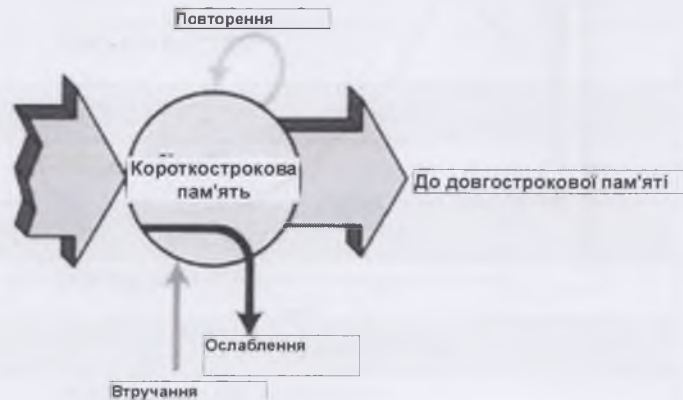 Повторення
Короткострокова
пам'ять
До довгострокової пам'яті
Ослаблення
Втручання